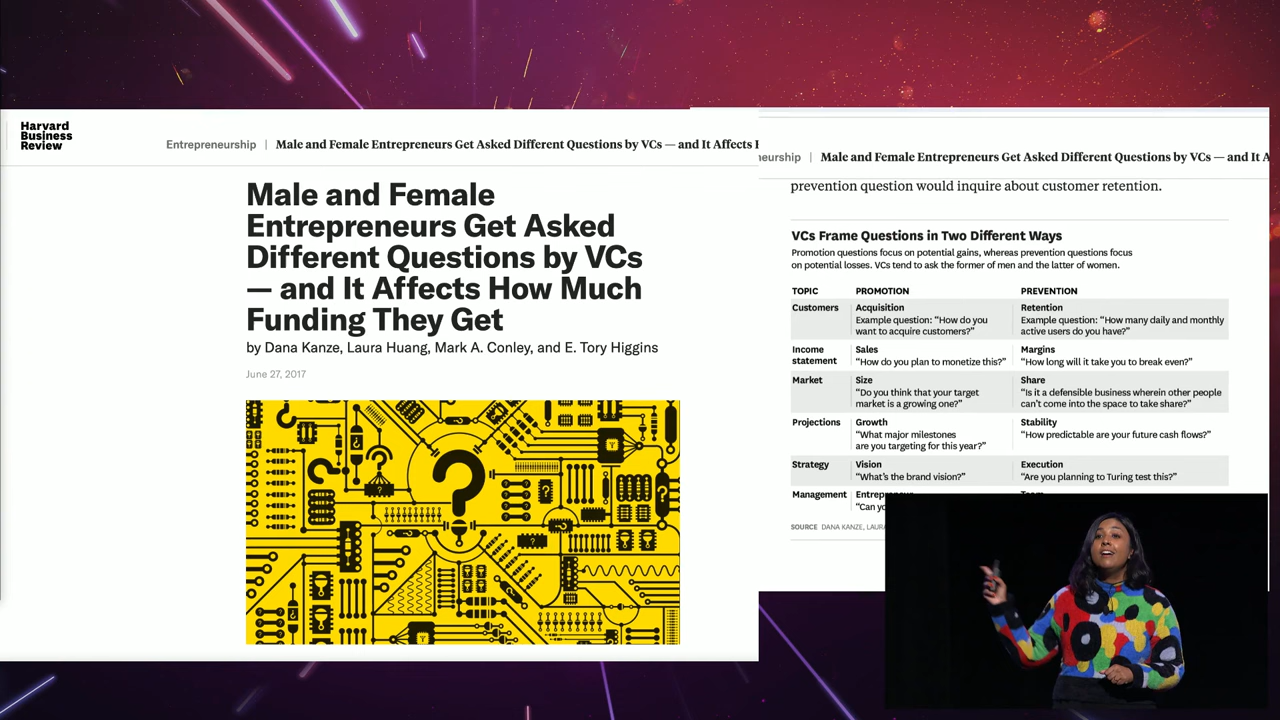 Harvard
Business
Review
Entrepreneurship | Male and Female Entrepreneurs Get Asked Different Questions by VCs — and It Affects
Male and Female
Entrepreneurs Get Asked
Different Questions by VCs
— and It Affects How Much
Funding They Get
by Dana Kanze, Laura Huang, Mark A. Conley, and E. Tory Higgins
June 27, 2017
neurship | Male and Female Entrepreneurs Get Asked Different Questions by VCs — and It A
prevention question would inquire about customer retention.
VCs Frame Questions in Two Different Ways
Promotion questions focus on potential gains, whereas prevention questions focus
on potential losses. VCs tend to ask the former of men and the latter of women.
TOPIC PROMOTION PREVENTION
Customers Acquisition Retention
Example question: “How do you Example question: “How many daily and monthly
want to acquire customers?” active users do you have?”
Income Sales Margins
statement “How do you plan to monetize this?” “How long will it take you to break even?”
Market Size Share
“Do you think that your target “Is it a defensible business wherein other people
market is a growing one?” can’t come into the space to take share?”
Projections Growth Stability
“What major milestones “How predictable are your future cash flows?”
are you targeting for this year?”
Strategy Vision Execution
“What’s the brand vision?” “Are you planning to Turing test this?”
Management Entrepreneur Team
“Can yo
SOURCE DANA KANZE, LAURA